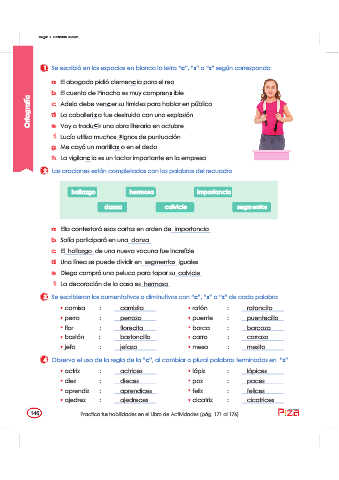 Ortografía
1 Se escribió en los espacios en blanco la letra "c", "s" o "z" según corresponda:
a El abogado pidió clemencia para el reo
b El cuento de Pinocho es muy comprensible
c Adela debe vencer su timidez para hablar en público
d La caballeriza fue destruida con una explosión
e Voy a traducir una obra literaria en octubre
f Lucía utiliza muchos signos de puntuación
g Me cayó un martillazo en el dedo
h La vigilancia es un factor importante en la empresa
2 Las oraciones están completadas con las palabras del recuadro
hallazgo hermosa importancia
danza calvicie segmentos
a Ella contestará esas cartas en orden de importancia
b Sofía participará en una danza
c El hallazgo de una nueva vacuna fue increíble
d Una línea se puede dividir en segmentos iguales
e Diego compró una peluca para tapar su calvicie
f La decoración de la casa es hermosa
3 Se escribieron los aumentativos o diminutivos con "c", "s" o "z" de cada palabra
• camisa : camisita • ratón : ratoncito
• perro : perrazo • puente : puentecito
• flor : florecita • barco : barcaza
• bastón : bastoncillo • carro : carrazo
• jefa : jefaza • mesa : mesita
4 Observa el uso de la regla de la "c", al cambiar a plural palabras terminadas en "z"
• actriz : actrices • lápiz : lápices
• diez : dieces • paz : paces
• aprendiz : aprendices • feliz : felices
• ajedrez : ajedreces • cicatriz : cicatrices
146 Practica tus habilidades en el Libro de Actividades (pág. 171 al 176)